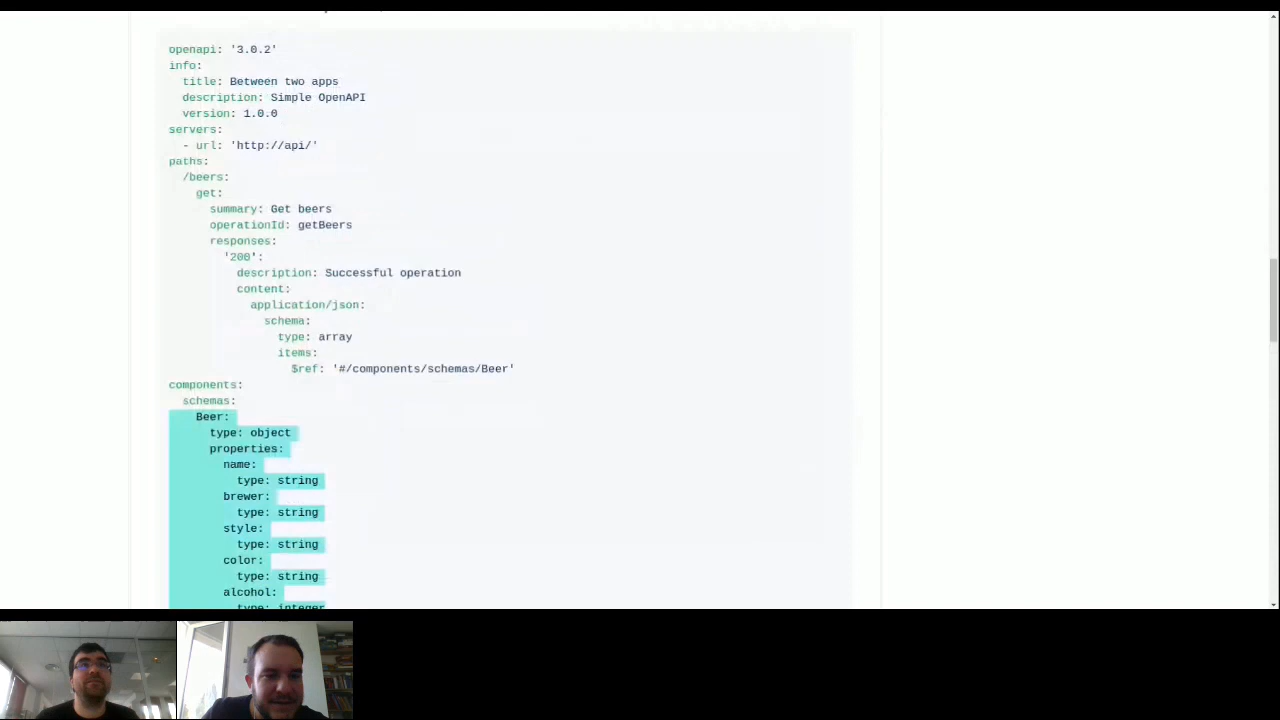 openapi: '3.0.2'
info:
  title: Between two apps
  description: Simple OpenAPI
  version: 1.0.0
servers:
  - url: 'http://api/'
paths:
  /beers:
    get:
      summary: Get beers
      operationId: getBeers
      responses:
        '200':
          description: Successful operation
          content:
            application/json:
              schema:
                type: array
                items:
                  $ref: '#/components/schemas/Beer'
components:
  schemas:
    Beer:
      type: object
      properties:
        name:
          type: string
        brewer:
          type: string
        style:
          type: string
        color:
          type: string
        alcohol:
          type: integer